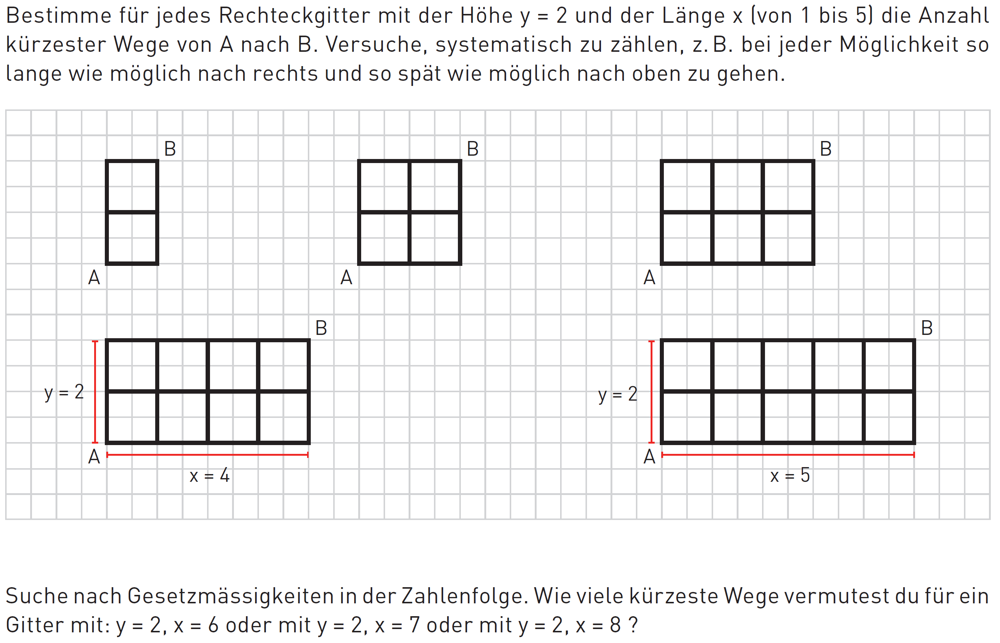 Bestimme für jedes Rechteckgitter mit der Höhe y = 2 und der Länge x (von 1 bis 5) die Anzahl
kürzester Wege von A nach B. Versuche, systematisch zu zählen, z. B. bei jeder Möglichkeit so
lange wie möglich nach rechts und so spät wie möglich nach oben zu gehen.
B
B
B
A
A
A
B
B
y = 2
y = 2
A
A
x = 4
x = 5
Suche nach Gesetzmässigkeiten in der Zahlenfolge. Wie viele kürzeste Wege vermutest du für ein
Gitter mit: y = 2, x = 6 oder mit y = 2, x = 7 oder mit y = 2, x = 8 ?